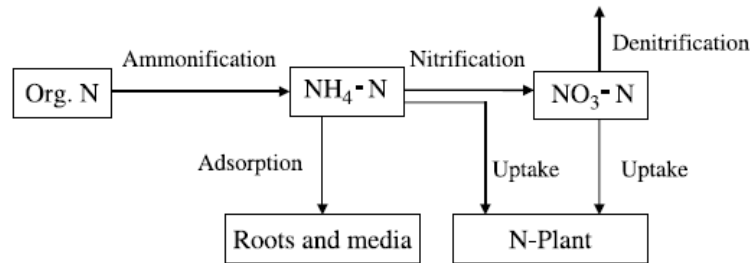 Denitrification
Ammonification
Nitrification
Org. N
NH₄-N
NO₃-N
Adsorption
Uptake
Uptake
Roots and media
N-Plant